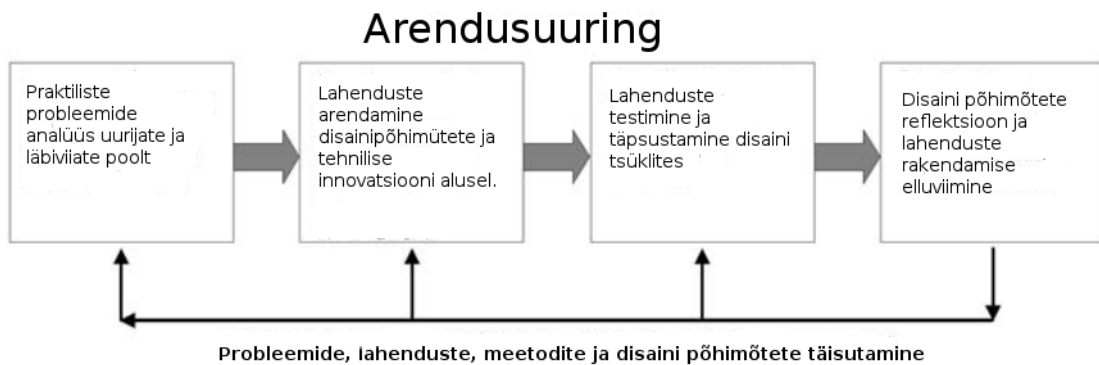 Arendusuuring
Praktiliste
probleemide
analüüs uurijate ja
läbiviiate poolt
Lahenduste
arendamine
disainipõhimütete ja
tehnilise
innovatsiooni alusel.
Lahenduste
testimine ja
täpsustamine disaini
tsüklites
Disaini põhimõtete
reflektsioon ja
lahenduste
rakendamise
elluviimine
Probleemide, lahenduste, meetodite ja disaini põhimõtete täisutamine